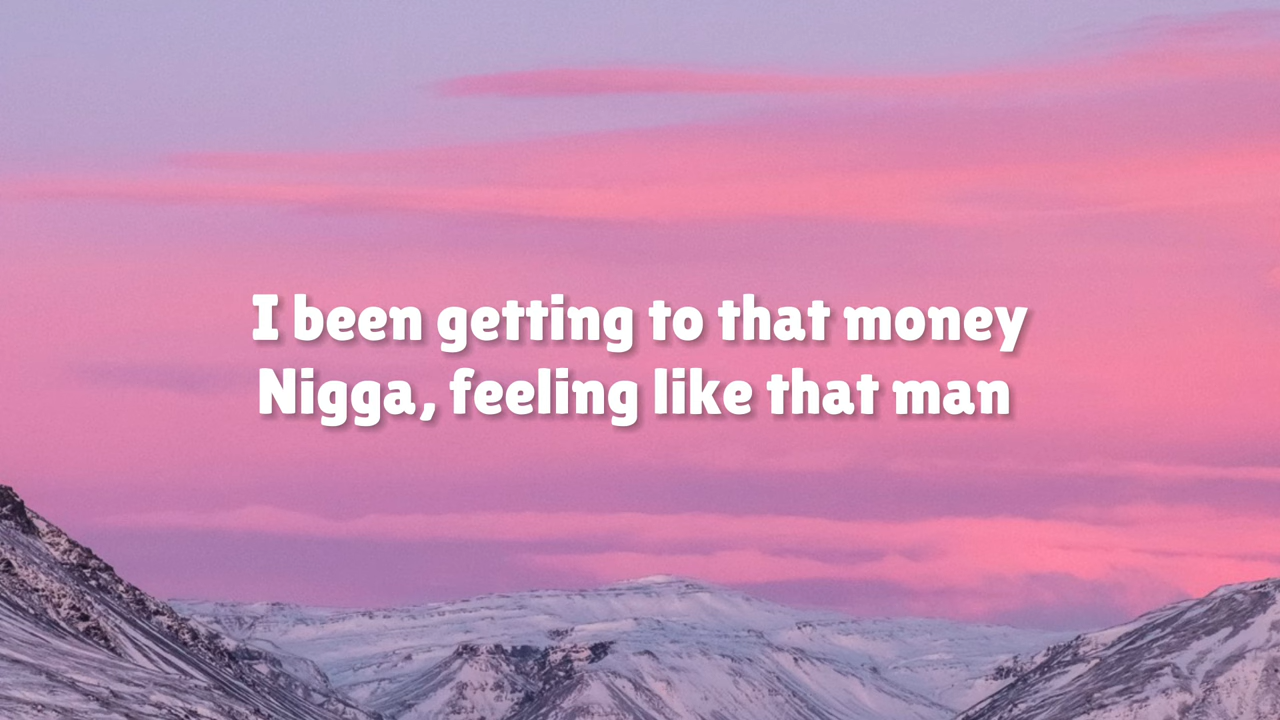 I been getting to that money
Nigga, feeling like that man